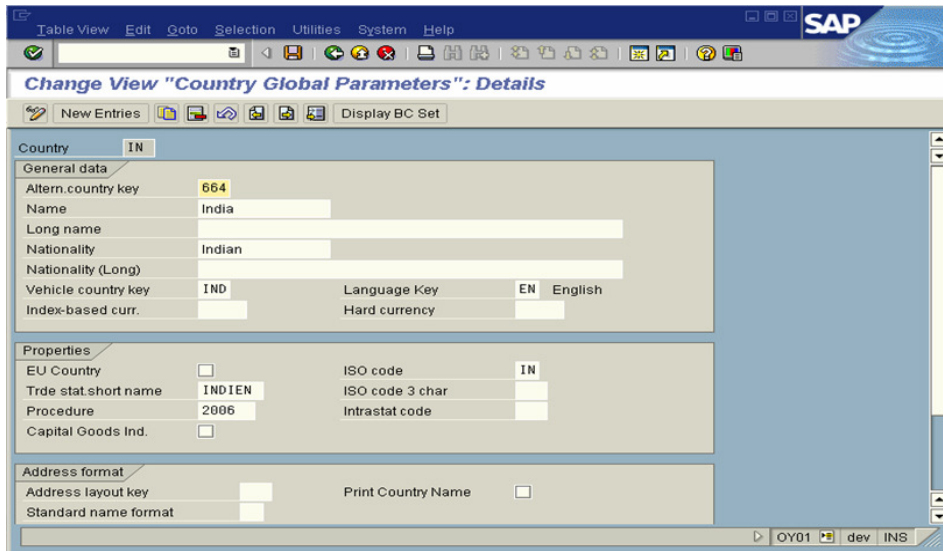 Table View Edit Goto Selection Utilities System Help
SAP
Change View "Country Global Parameters": Details
New Entries Display BC Set
Country IN
General data
Altern.country key 664
Name India
Long name
Nationality Indian
Nationality (Long)
Vehicle country key IND Language Key EN English
Index-based curr. Hard currency
Properties
EU Country ISO code IN
Trde stat.short name INDIEN ISO code 3 char
Procedure 2006 Intrastat code
Capital Goods Ind.
Address format
Address layout key Print Country Name
Standard name format
OY01 dev INS